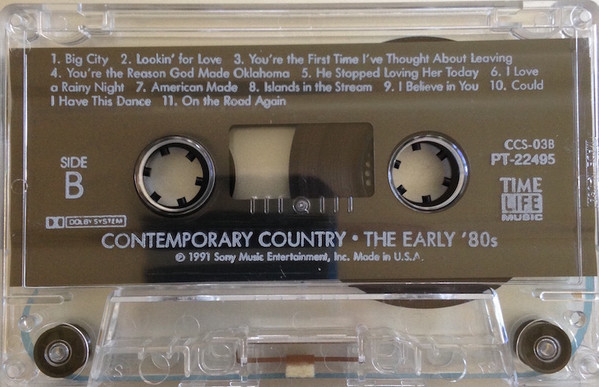 1. Big City 2. Lookin' for Love 3. You're the First Time I've Thought About Leaving
4. You're the Reason God Made Oklahoma 5. He Stopped Loving Her Today 6. I Love
a Rainy Night 7. American Made 8. Islands in the Stream 9. I Believe in You 10. Could
I Have This Dance 11. On the Road Again
SIDE
B
CCS-03B
PT-22495
TIME
LIFE
MUSIC
DOLBY SYSTEM
CONTEMPORARY COUNTRY • THE EARLY '80s
℗ 1991 Sony Music Entertainment, Inc. Made in U.S.A.